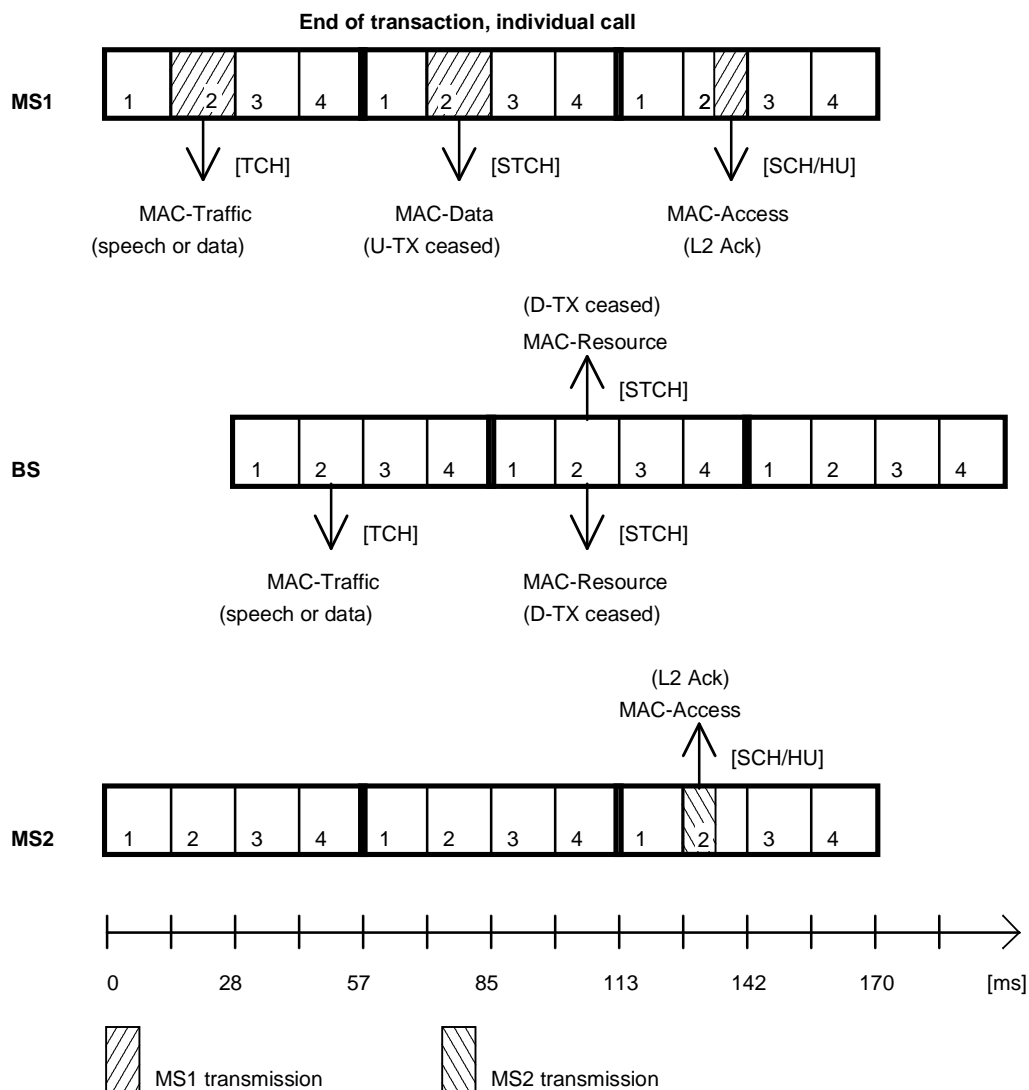 End of transaction, individual call
MS1
1 2 3 4 1 2 3 4 1 2 3 4
[TCH] [STCH] [SCH/HU]
MAC-Traffic MAC-Data MAC-Access
(speech or data) (U-TX ceased) (L2 Ack)
(D-TX ceased)
MAC-Resource
[STCH]
BS
1 2 3 4 1 2 3 4 1 2 3 4
[TCH] [STCH]
MAC-Traffic MAC-Resource
(speech or data) (D-TX ceased)
(L2 Ack)
MAC-Access
[SCH/HU]
MS2
1 2 3 4 1 2 3 4 1 2 3 4
0 28 57 85 113 142 170 [ms]
MS1 transmission MS2 transmission